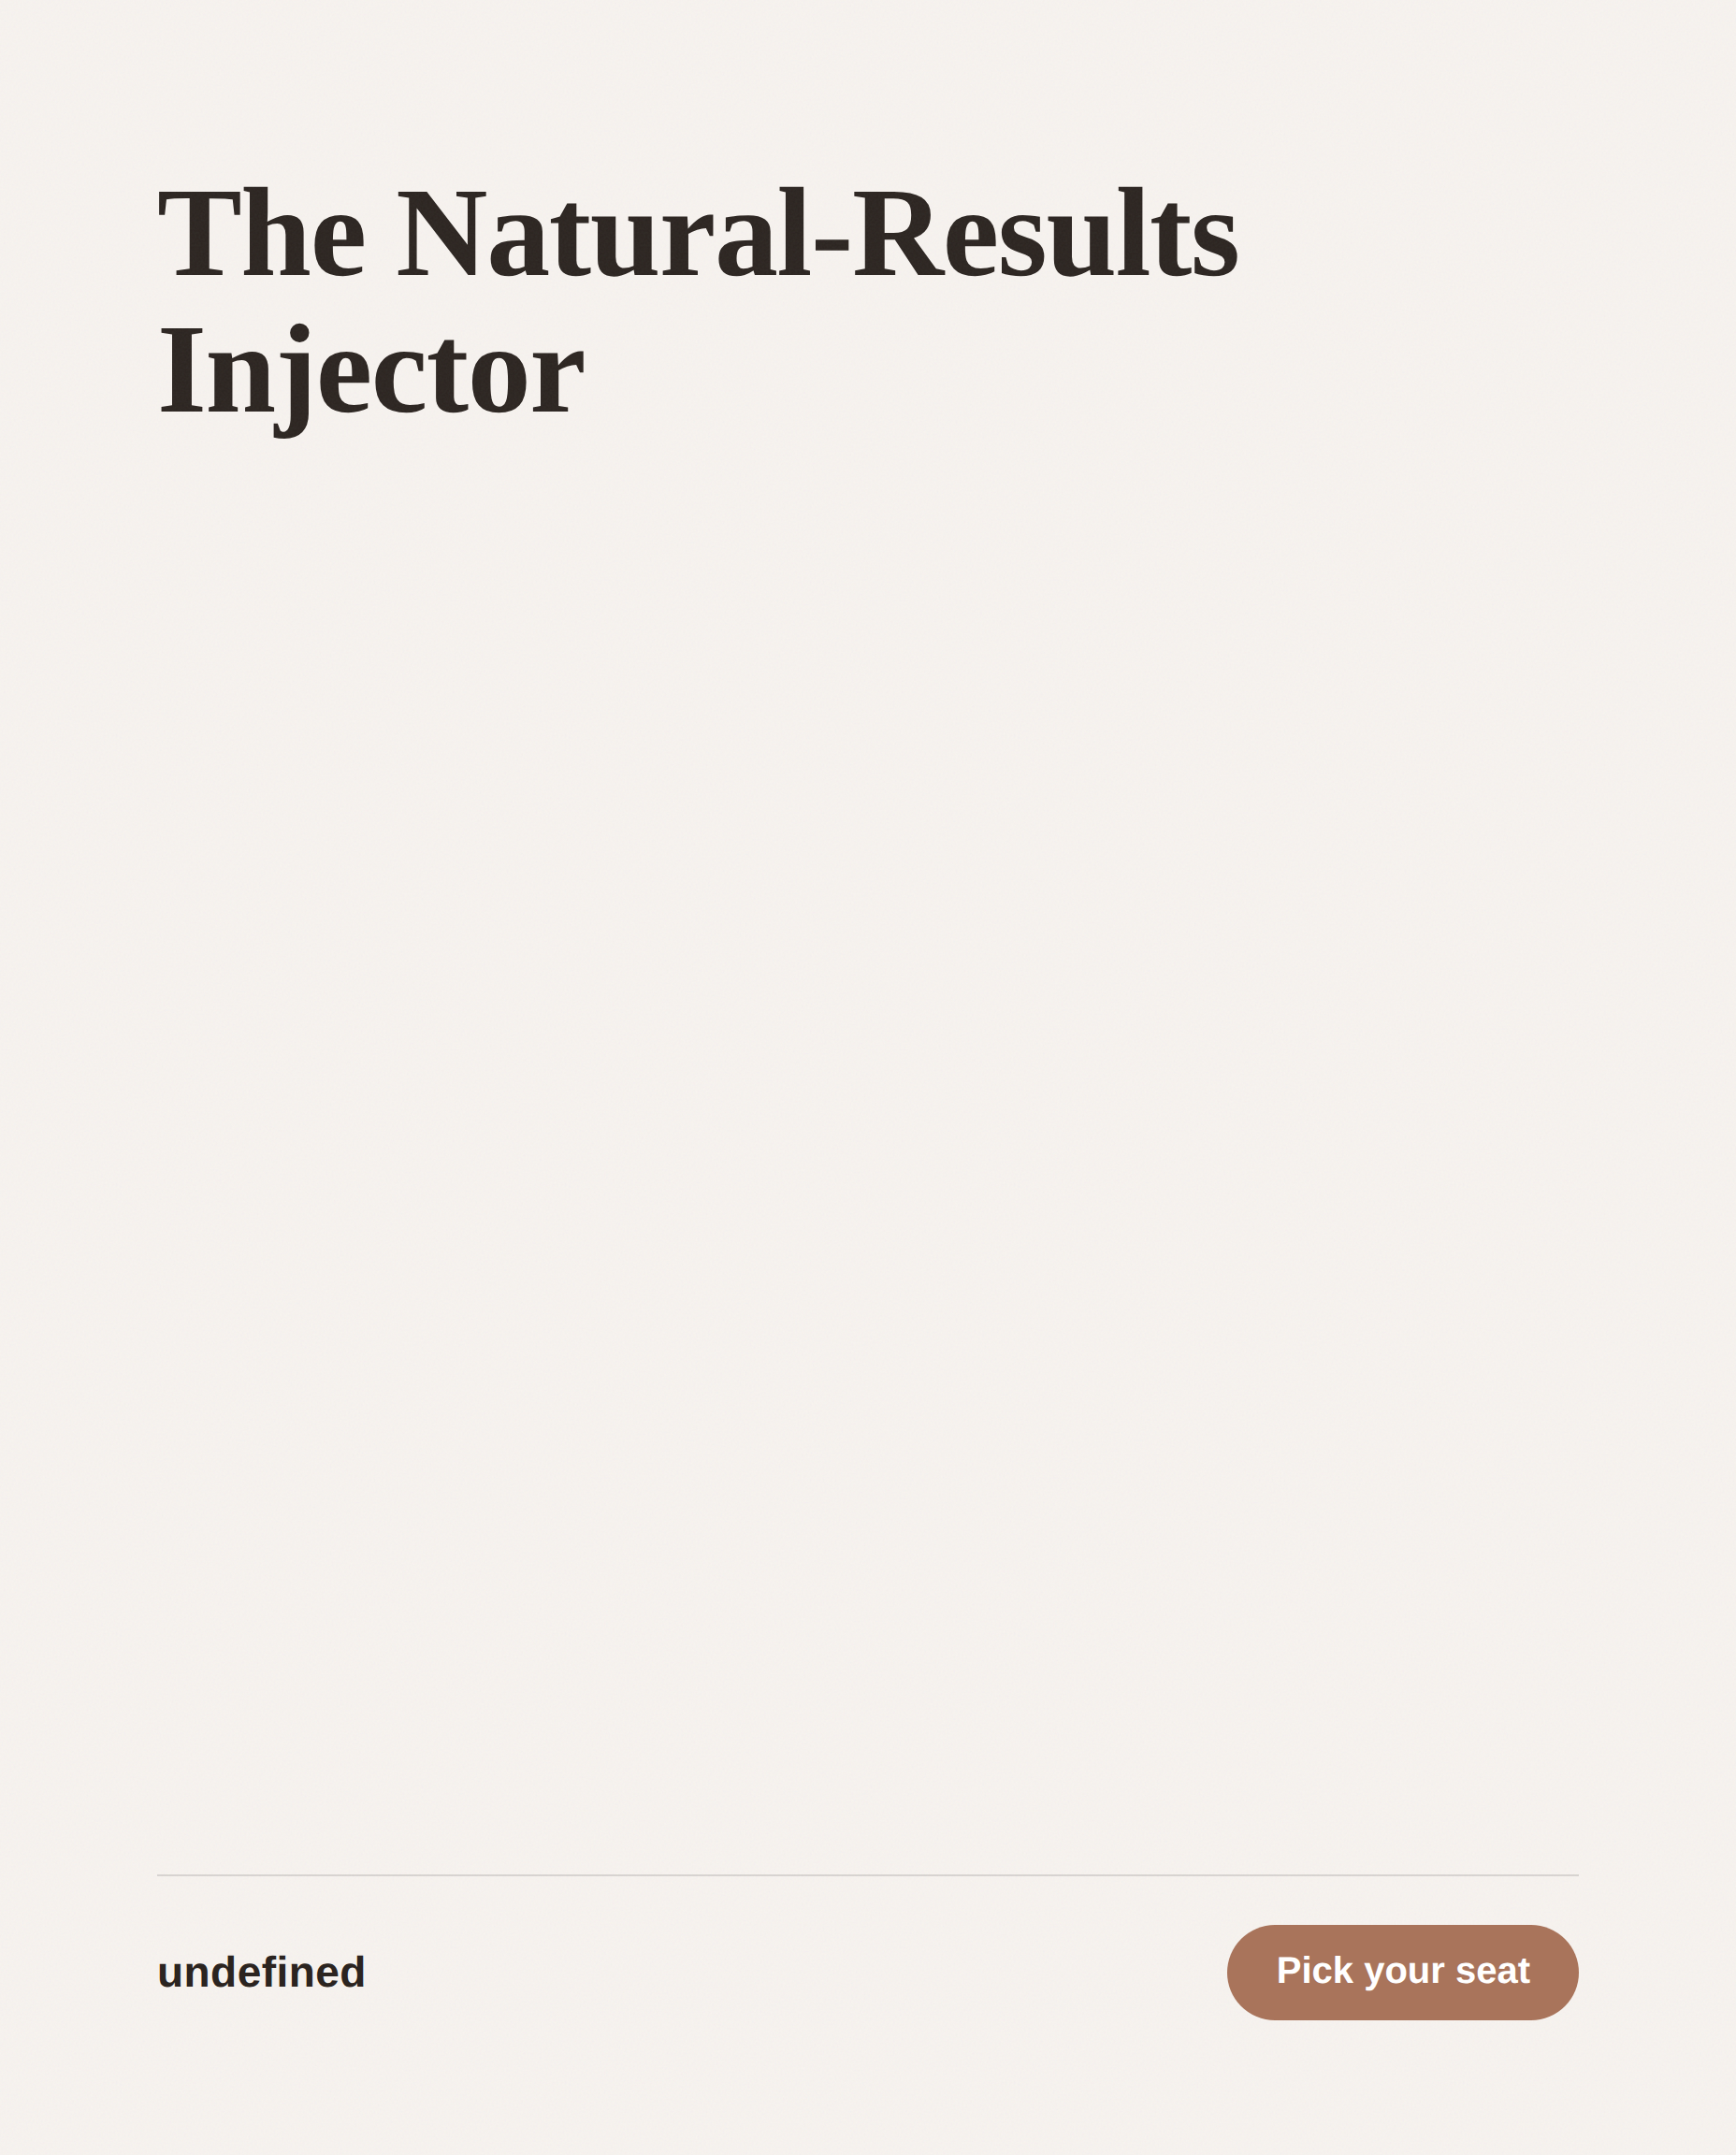 The Natural-Results
Injector
undefined
Pick your seat